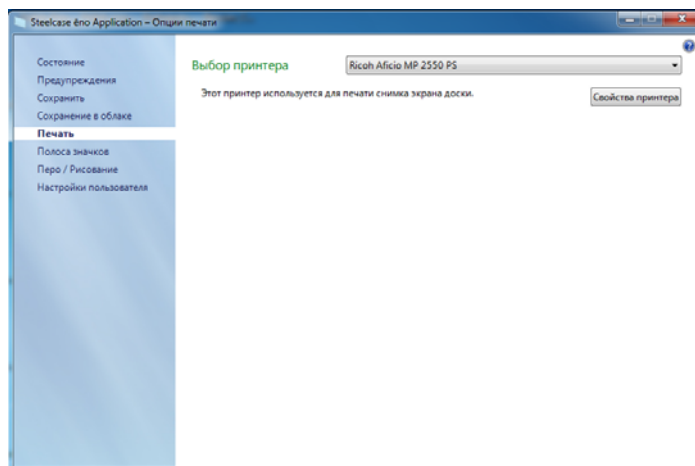 Steelcase ēno Application – Опции печати
Состояние
Предупреждения
Сохранить
Сохранение в облаке
Печать
Полоса значков
Перо / Рисование
Настройки пользователя
Выбор принтера
Ricoh Aficio MP 2550 PS
Этот принтер используется для печати снимка экрана доски.
Свойства принтера